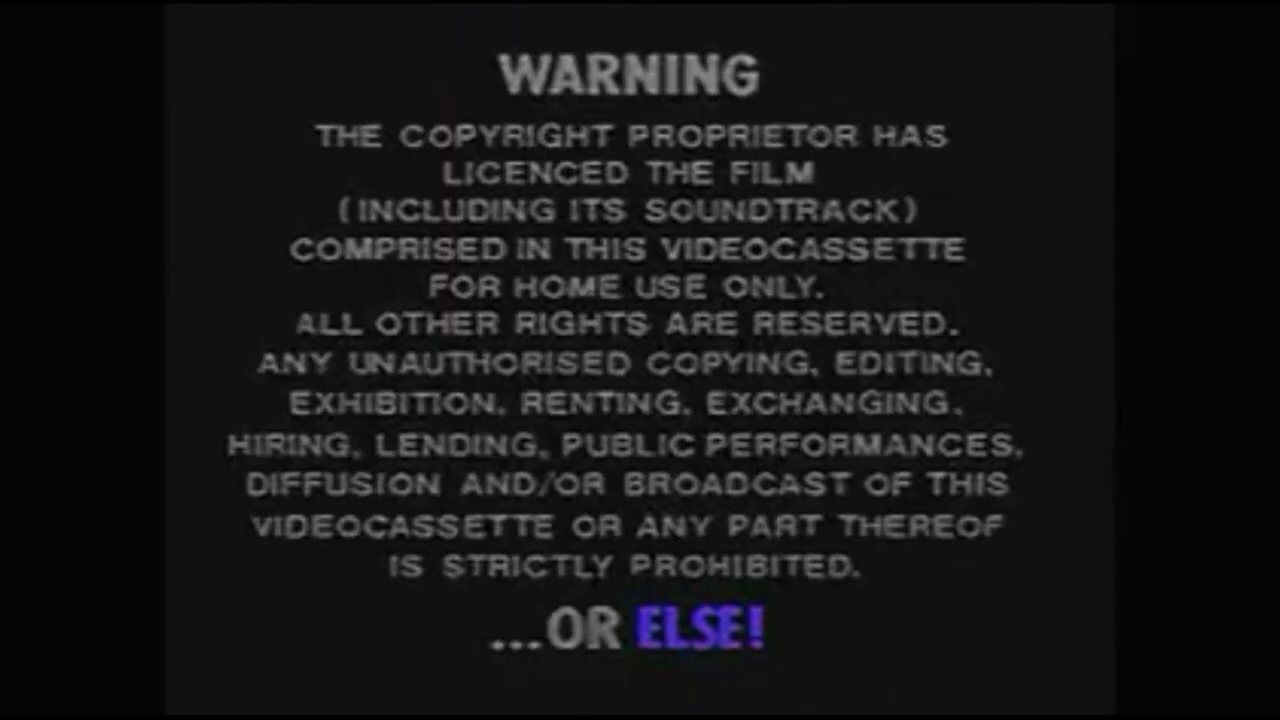 WARNING
THE COPYRIGHT PROPRIETOR HAS
LICENCED THE FILM
(INCLUDING ITS SOUNDTRACK)
COMPRISED IN THIS VIDEOCASSETTE
FOR HOME USE ONLY.
ALL OTHER RIGHTS ARE RESERVED.
ANY UNAUTHORISED COPYING, EDITING,
EXHIBITION, RENTING, EXCHANGING,
HIRING, LENDING, PUBLIC PERFORMANCES,
DIFFUSION AND/OR BROADCAST OF THIS
VIDEOCASSETTE OR ANY PART THEREOF
IS STRICTLY PROHIBITED.
...OR ELSE!